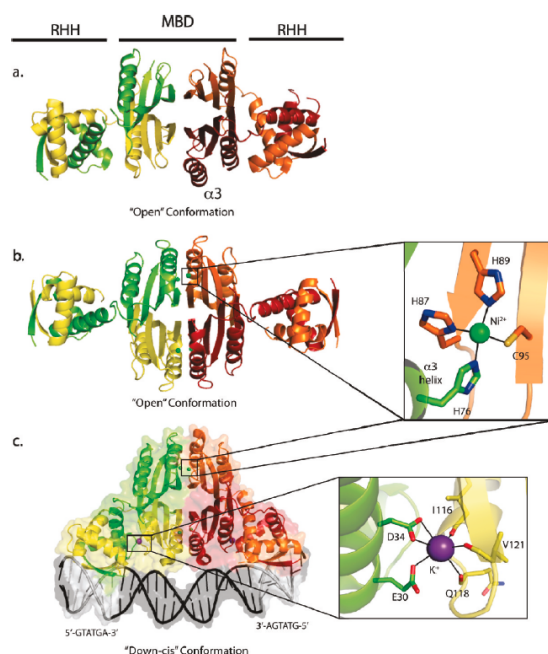 RHH MBD RHH
a.
α3
"Open" Conformation
b.
"Open" Conformation
H89
H87
Ni²⁺
C95
α3
heliix
H76
c.
I116
D34
V121
K⁺
E30
Q118
5'-GTATGA-3'
3'-AGTATG-5'
"Down-cis" Conformation